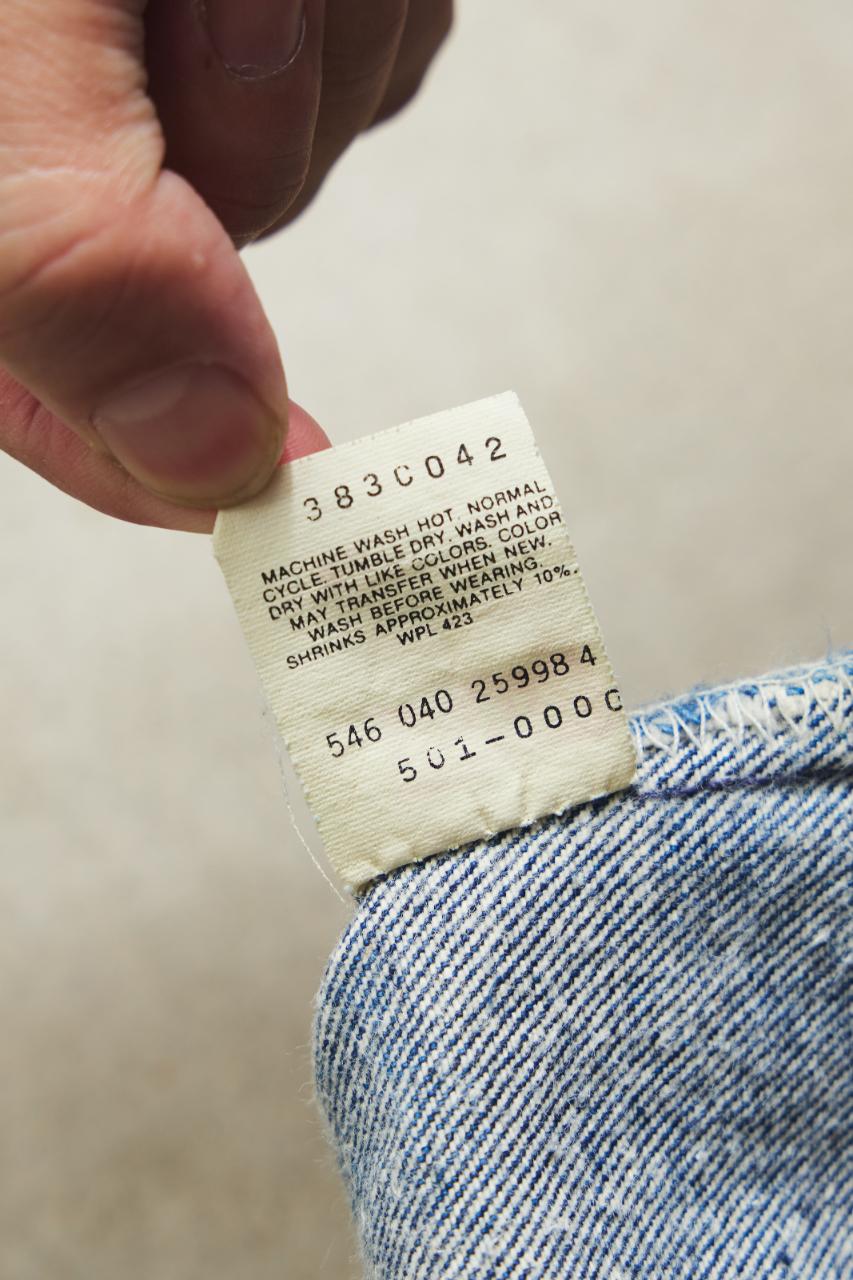 383C042
MACHINE WASH HOT, NORMAL
CYCLE. TUMBLE DRY. WASH AND
DRY WITH LIKE COLORS. COLOR
MAY TRANSFER WHEN NEW.
WASH BEFORE WEARING.
SHRINKS APPROXIMATELY 10%.
WPL 423
546 040 25998 4
501-0000